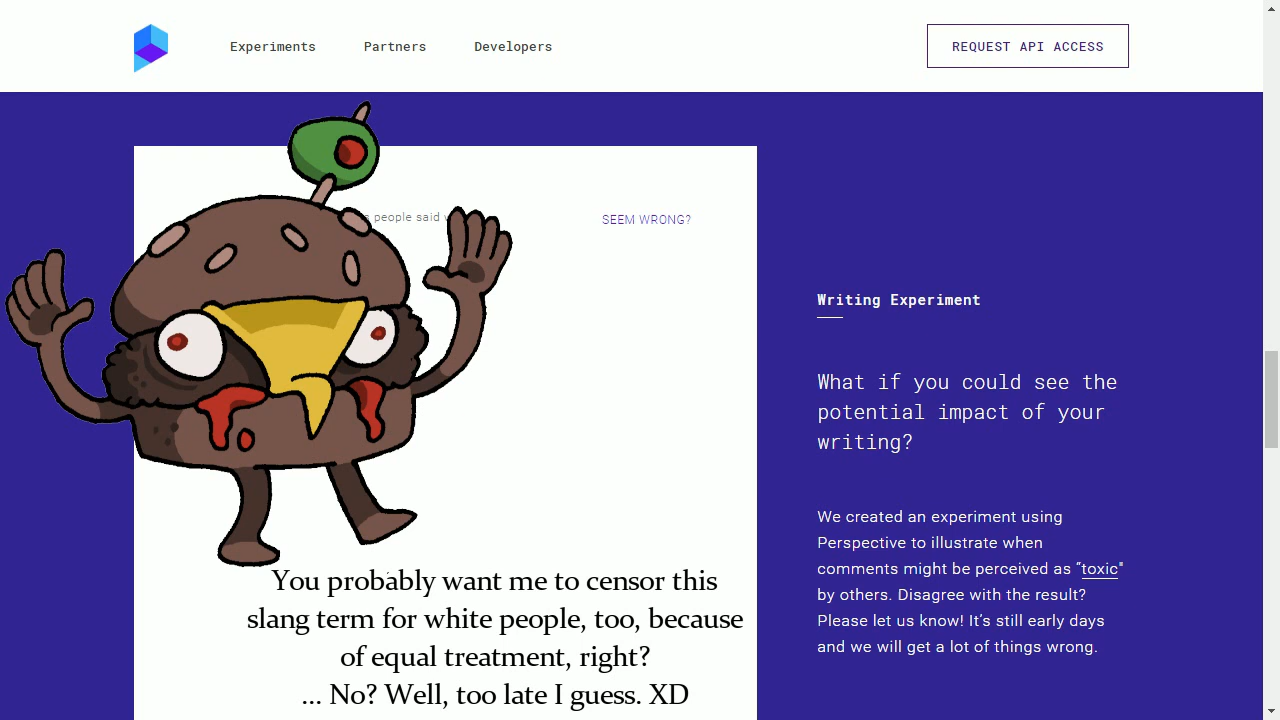 Experiments Partners Developers REQUEST API ACCESS
people said
SEEM WRONG?
Writing Experiment
What if you could see the
potential impact of your
writing?
We created an experiment using
Perspective to illustrate when
comments might be perceived as “toxic"
by others. Disagree with the result?
Please let us know! It’s still early days
and we will get a lot of things wrong.
You probably want me to censor this
slang term for white people, too, because
of equal treatment, right?
... No? Well, too late I guess. XD